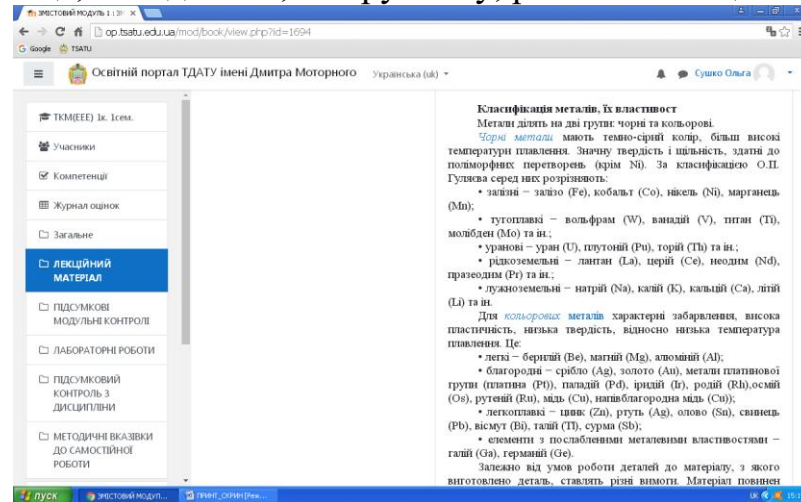 ЗМІСТОВИЙ МОДУЛЬ 1
op.tsatu.edu.ua/mod/book/view.php?id=1694
Google
TSATU
Освітній портал ТДАТУ імені Дмитра Моторного
Українська (uk)
Сушко Ольга
ТКМ(ЕЕЕ) 1к. 1сем.
Учасники
Компетенції
Журнал оцінок
Загальне
ЛЕКЦІЙНИЙ
МАТЕРІАЛ
ПІДСУМКОВІ
МОДУЛЬНІ КОНТРОЛІ
ЛАБОРАТОРНІ РОБОТИ
ПІДСУМКОВИЙ
КОНТРОЛЬ З
ДИСЦИПЛІНИ
МЕТОДИЧНІ ВКАЗІВКИ
ДО САМОСТІЙНОЇ
РОБОТИ
Класифікація металів, їх властивост
Метали ділять на дві групи: чорні та кольорові.
Чорні метали мають темно-сірий колір, більш високі
температури плавлення. Значну твердість і щільність, здатні до
поліморфних перетворень (крім Ni). За класифікацією О.П.
Гуляєва серед них розрізняють:
• залізні − залізо (Fe), кобальт (Co), нікель (Ni), марганець
(Mn);
• тугоплавкі − вольфрам (W), ванадій (V), титан (Ti),
молібден (Mo) та ін.;
• уранові − уран (U), плутоній (Pu), торій (Th) та ін.;
• рідкоземельні − лантан (La), церій (Ce), неодим (Nd),
празеодим (Pr) та ін.;
• лужноземельні − натрій (Na), калій (K), кальцій (Ca), літій
(Li) та ін.
Для кольорових металів характерні забарвлення, висока
пластичність, низька твердість, відносно низька температура
плавлення. Це:
• легкі − берилій (Be), магній (Mg), алюміній (Al);
• благородні − срібло (Ag), золото (Au), метали платинової
групи (платина (Pt)), паладій (Pd), іридій (Ir), родій (Rh),осмій
(Os), рутеній (Ru), мідь (Cu), напівблагородна мідь (Cu));
• легкоплавкі − цинк (Zn), ртуть (Ag), олово (Sn), свинець
(Pb), вісмут (Bi), талій (Tl), сурма (Sb);
• елементи з послабленими металевими властивостями −
галій (Ga), германій (Ge).
Залежно від умов роботи деталей до матеріалу, з якого
виготовлено деталь, ставлять різні вимоги. Матеріал повинен
пуск
ЗМІСТОВИЙ МОДУЛ...
ПРИНТ_СКРИН [Реж...
UK